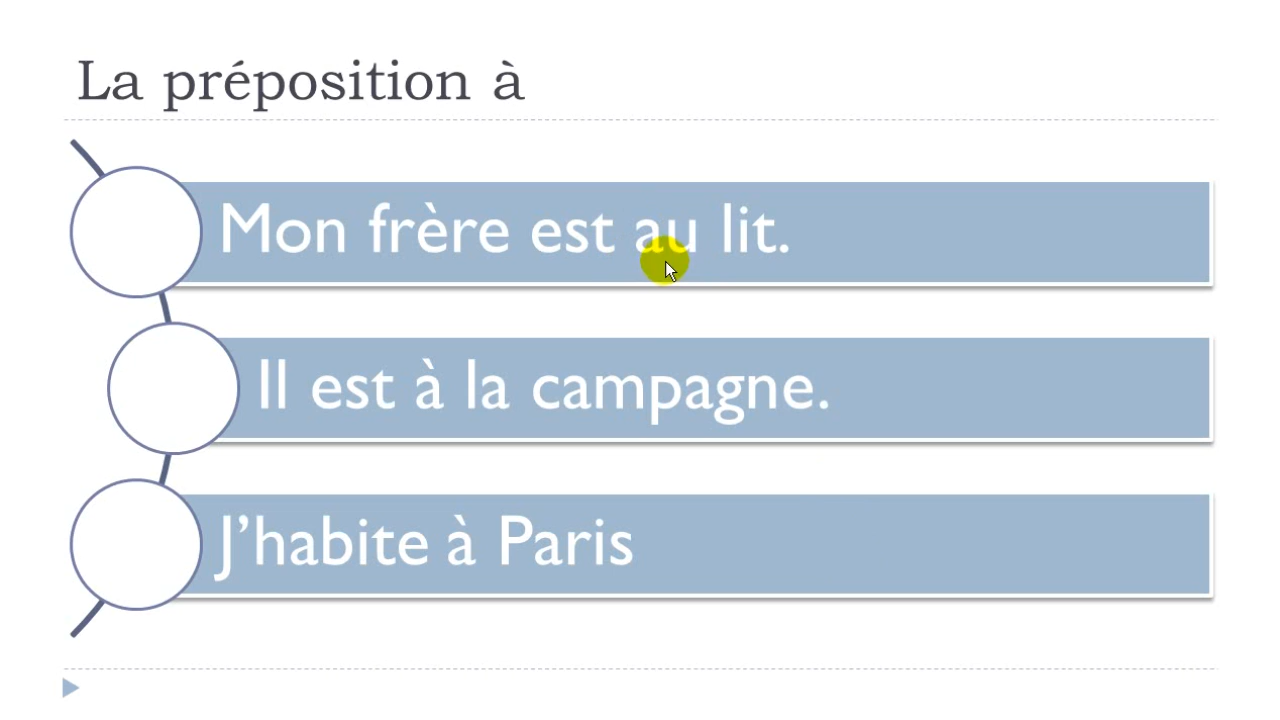 La préposition à
Mon frère est au lit.
Il est à la campagne.
J’habite à Paris